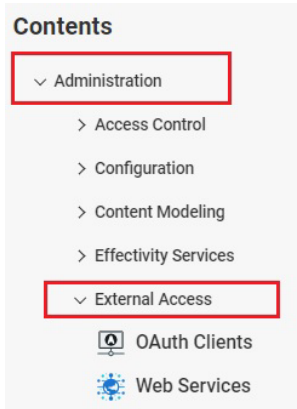 Contents
Administration
Access Control
Configuration
Content Modeling
Effectivity Services
External Access
OAuth Clients
Web Services